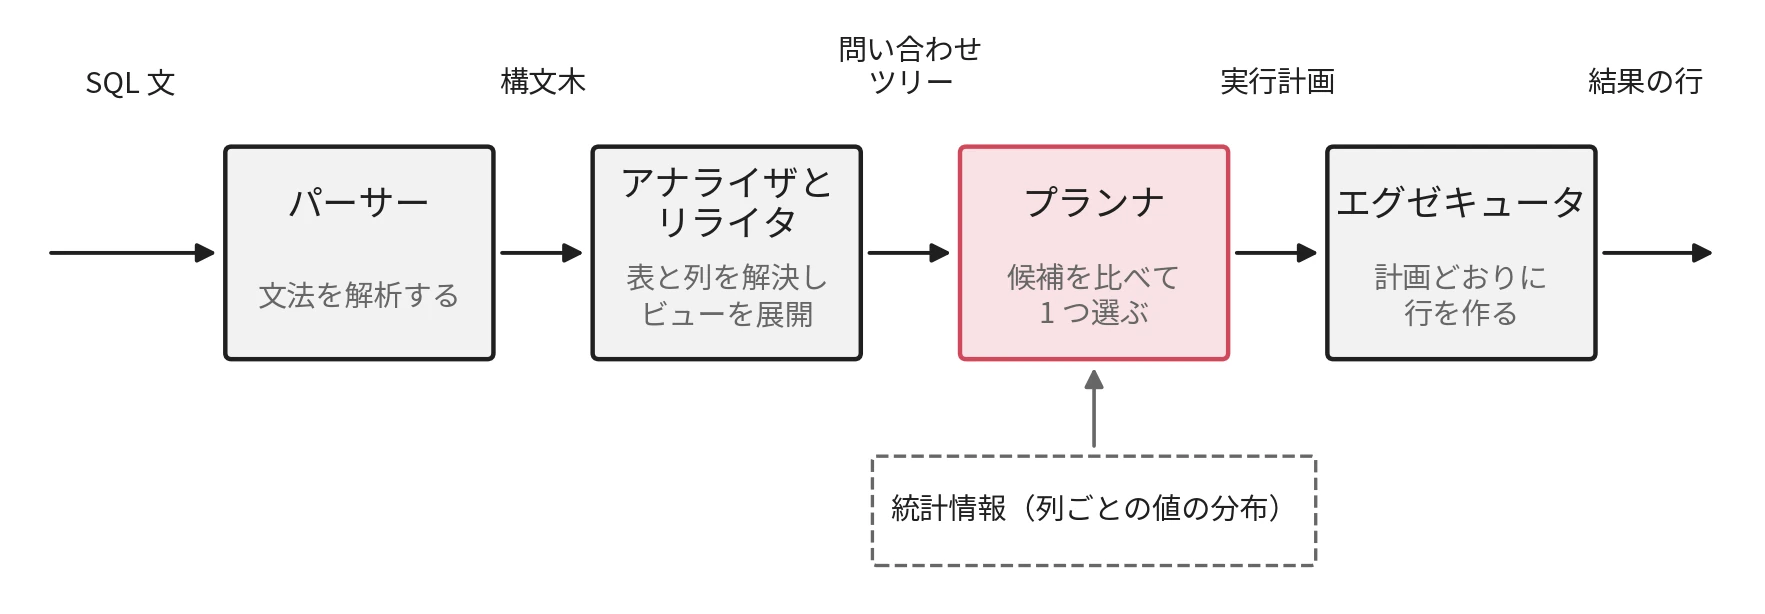 SQL 文
構文木
問い合わせ
ツリー
実行計画
結果の行
パーサー
文法を解析する
アナライザと
リライタ
表と列を解決し
ビューを展開
プランナ
候補を比べて
1 つ選ぶ
エグゼキュータ
計画どおりに
行を作る
統計情報（列ごとの値の分布）